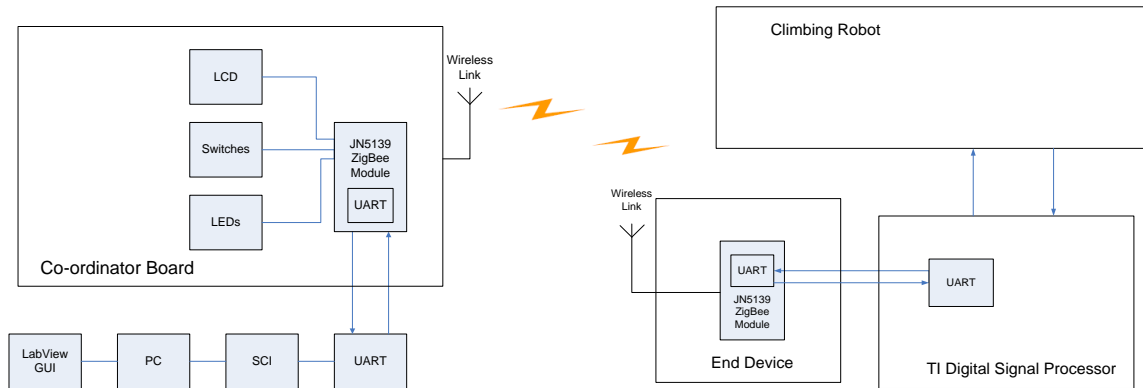 LCD
Switches
LEDs
JN5139
ZigBee
Module
UART
Co-ordinator Board
Wireless
Link
LabView
GUI
PC
SCI
UART
Climbing Robot
Wireless
Link
UART
JN5139
ZigBee
Module
End Device
UART
TI Digital Signal Processor